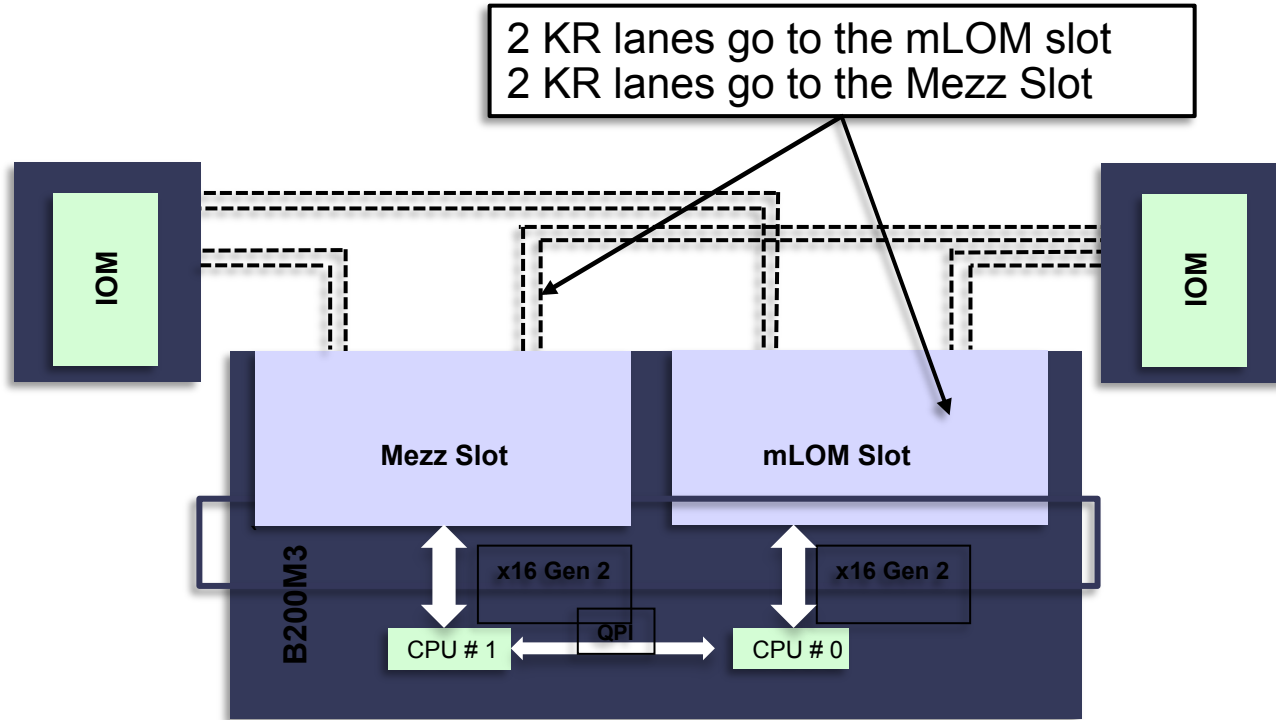 2 KR lanes go to the mLOM slot
2 KR lanes go to the Mezz Slot
IOM
IOM
Mezz Slot
mLOM Slot
B200M3
x16 Gen 2
x16 Gen 2
QPI
CPU # 1
CPU # 0